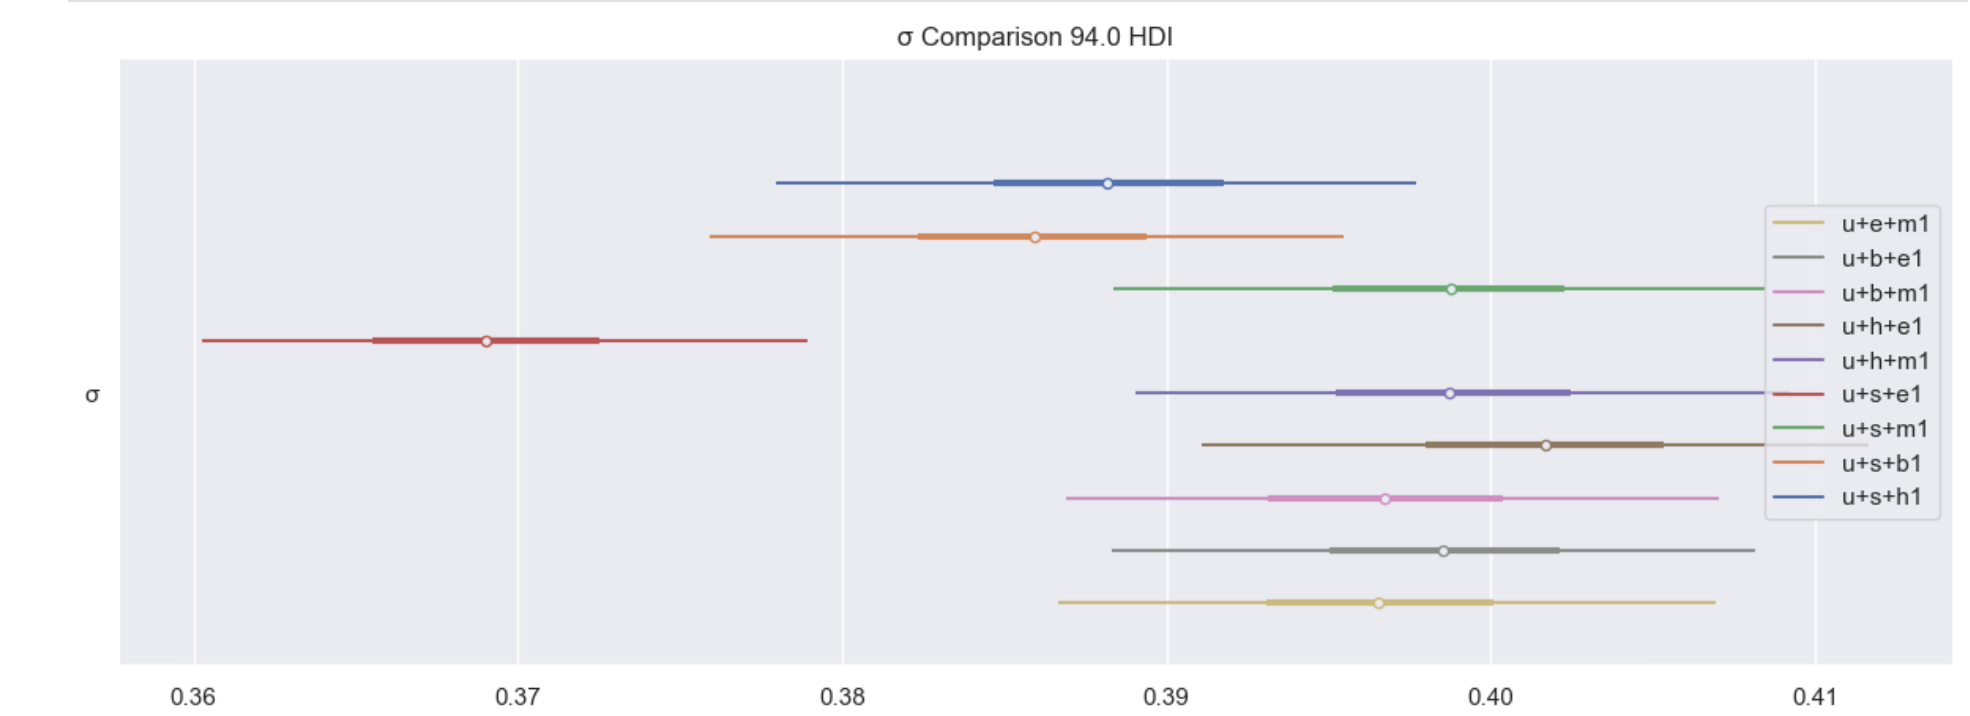 σ Comparison 94.0 HDI
u+e+m1
u+b+e1
u+b+m1
u+h+e1
u+h+m1
u+s+e1
u+s+m1
u+s+b1
u+s+h1
σ
0.36 0.37 0.38 0.39 0.40 0.41